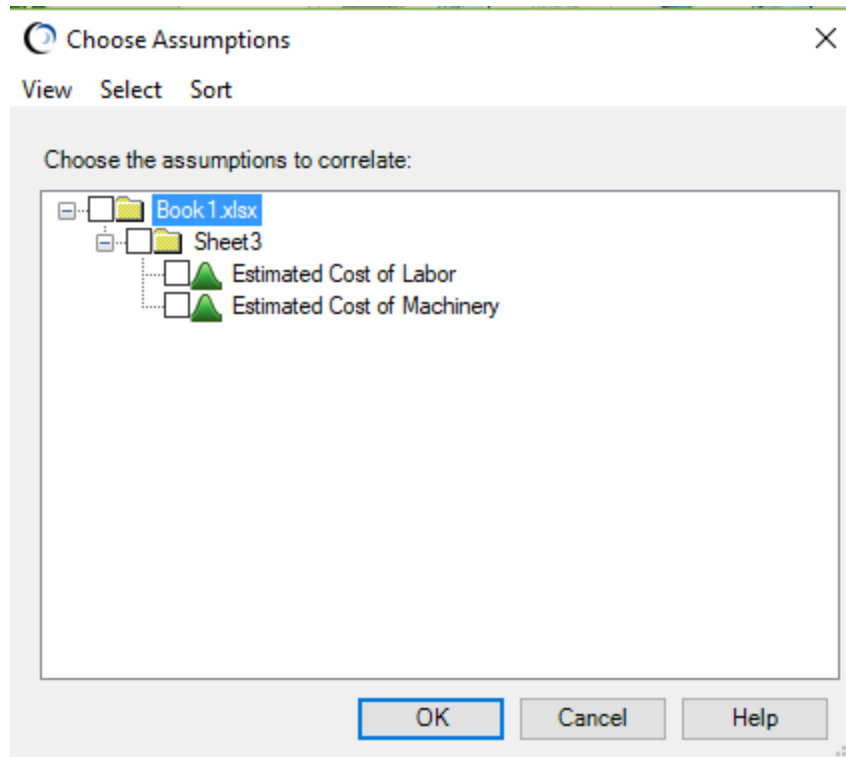 Choose Assumptions
View Select Sort
Choose the assumptions to correlate:
Book1.xlsx
Sheet3
Estimated Cost of Labor
Estimated Cost of Machinery
OK Cancel Help